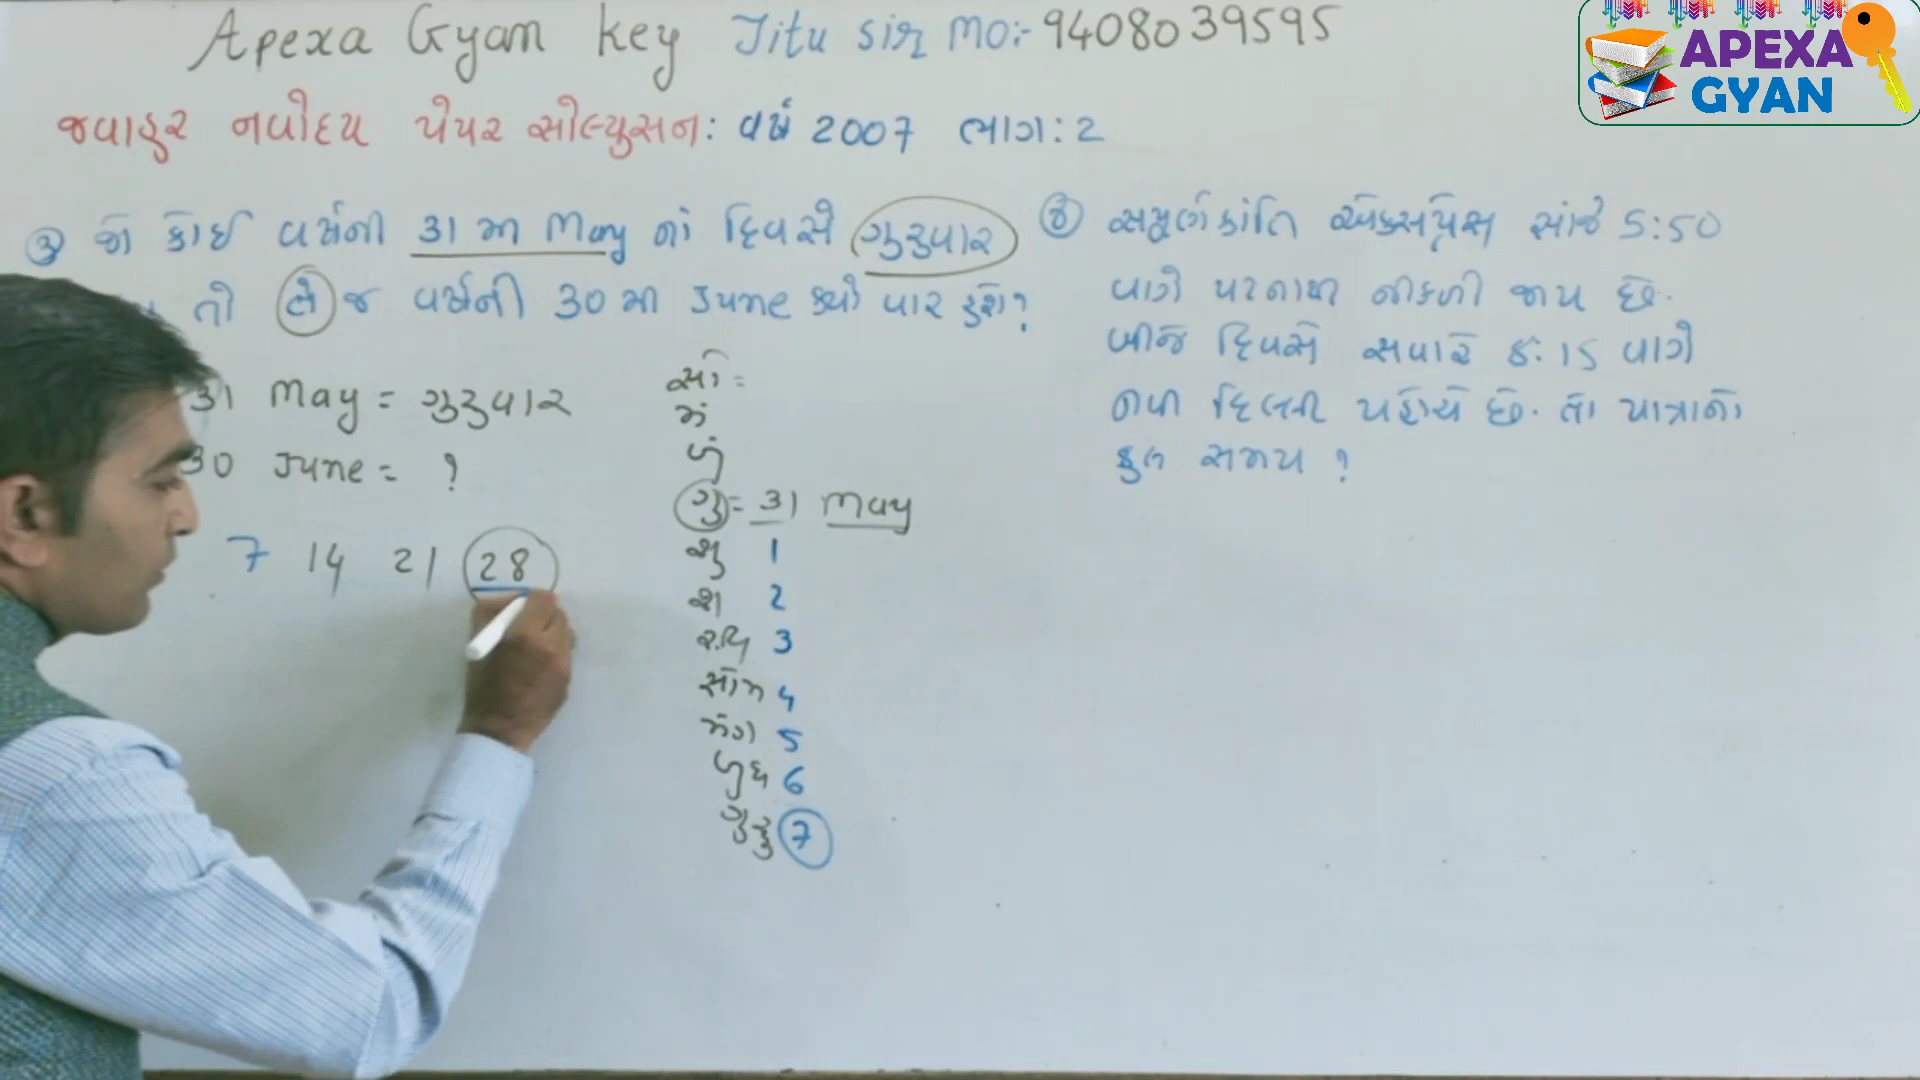 Apexa Gyan key Jitu sir mo:- 9408039595
APEXA
GYAN
જવાહર નવોદય પેપર સોલ્યુસન: વર્ષ 2007 ભાગ: 2
③ જો કોઈ વર્ષની 31 મી May નાં દિવસે ગુરુવાર
તો તે જ વર્ષની 30 મી June ક્યો વાર હશે?
31 May = ગુરુવાર
30 June = ?
7 14 21 28
સો =
મં
બું
ગુ = 31 May
શુ 1
શ 2
રવિ 3
સોમ 4
મંગ 5
બુધ 6
ગુરુ 7
સંપુર્ણક્રાંતિ એક્સપ્રેસ સાંજે 5:50
વાગે પટનાથી નીકળી જાય છે.
બીજે દિવસે સવારે 8:15 વાગે
નવી દિલ્લી પહોંચે છે. તો યાત્રાનો
કુલ સમય ?